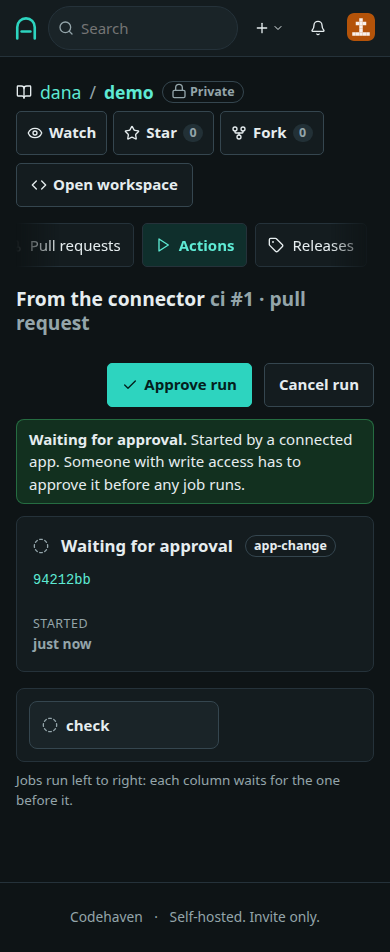 Search
dana / demo Private
Watch Star 0 Fork 0
Open workspace
Pull requests Actions Releases
From the connector ci #1 · pull
request
Approve run Cancel run
Waiting for approval. Started by a connected
app. Someone with write access has to
approve it before any job runs.
Waiting for approval app-change
94212bb
STARTED
just now
check
Jobs run left to right: each column waits for the one
before it.
Codehaven · Self-hosted. Invite only.